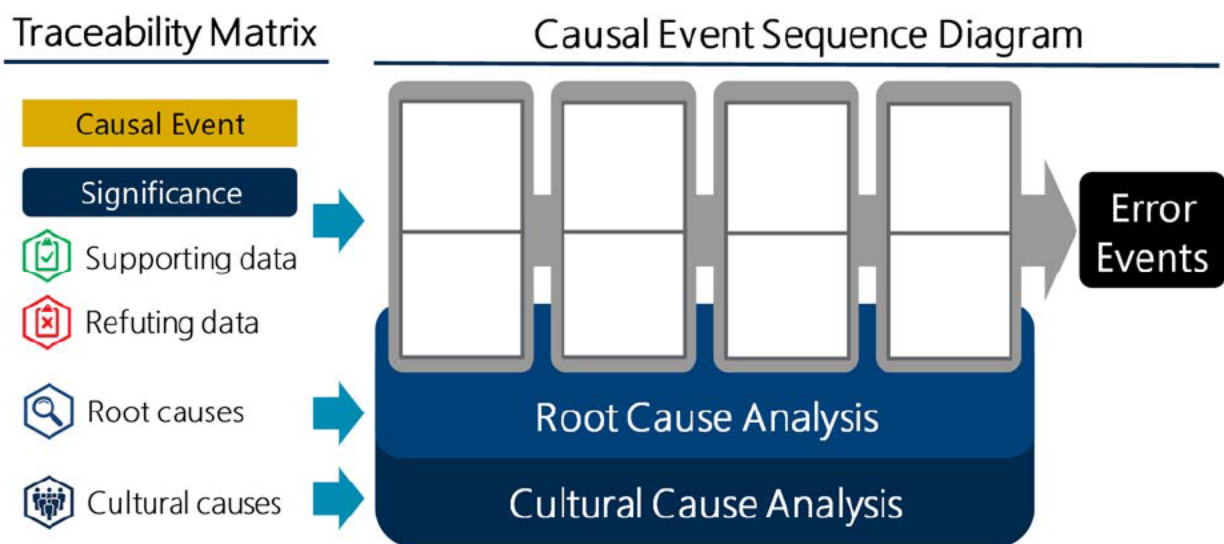 Traceability Matrix
Causal Event
Significance
Supporting data
Refuting data
Root causes
Cultural causes
Causal Event Sequence Diagram
Error
Events
Root Cause Analysis
Cultural Cause Analysis